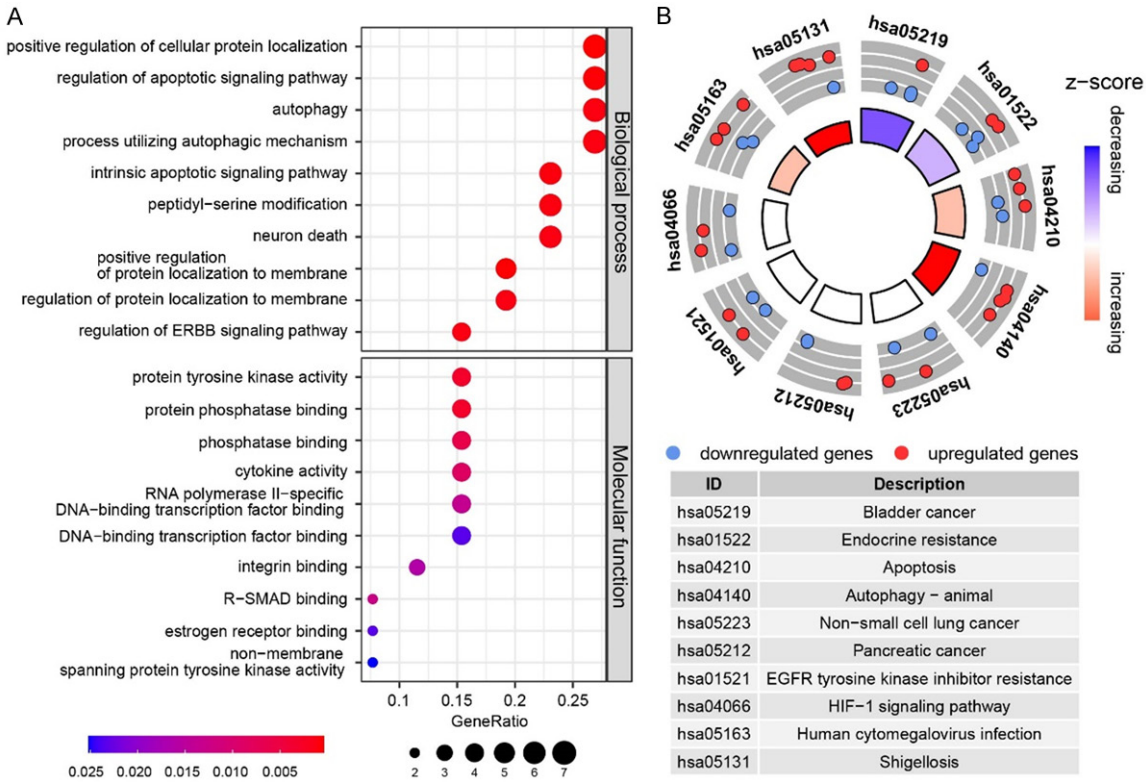 A
positive regulation of cellular protein localization
regulation of apoptotic signaling pathway
autophagy
process utilizing autophagic mechanism
intrinsic apoptotic signaling pathway
peptidyl−serine modification
neuron death
positive regulation
of protein localization to membrane
regulation of protein localization to membrane
regulation of ERBB signaling pathway
Biological process
protein tyrosine kinase activity
protein phosphatase binding
phosphatase binding
cytokine activity
RNA polymerase II−specific
DNA−binding transcription factor binding
DNA−binding transcription factor binding
integrin binding
R−SMAD binding
estrogen receptor binding
non−membrane
spanning protein tyrosine kinase activity
Molecular function
0.1 0.15 0.2 0.25
GeneRatio
0.025 0.020 0.015 0.010 0.005
2 3 4 5 6 7
B
hsa05219
hsa01522
hsa04210
hsa04140
hsa05223
hsa05212
hsa01521
hsa04066
hsa05163
hsa05131
z−score
decreasing
increasing
downregulated genes upregulated genes
ID Description
hsa05219 Bladder cancer
hsa01522 Endocrine resistance
hsa04210 Apoptosis
hsa04140 Autophagy − animal
hsa05223 Non−small cell lung cancer
hsa05212 Pancreatic cancer
hsa01521 EGFR tyrosine kinase inhibitor resistance
hsa04066 HIF−1 signaling pathway
hsa05163 Human cytomegalovirus infection
hsa05131 Shigellosis